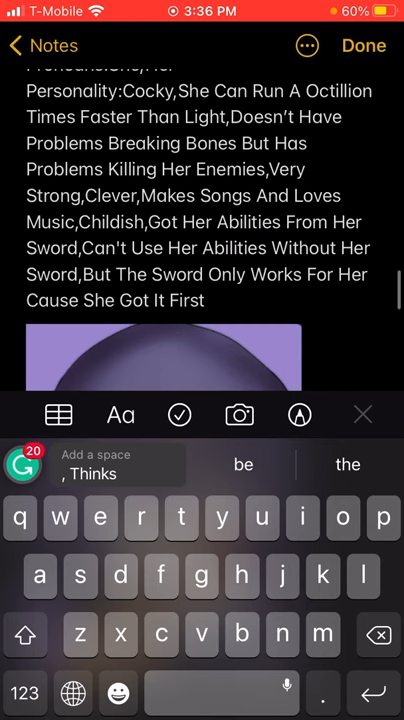 T-Mobile 3:36 PM 60%
Notes Done
Pronouns:She,Her
Personality:Cocky,She Can Run A Octillion
Times Faster Than Light,Doesn't Have
Problems Breaking Bones But Has
Problems Killing Her Enemies,Very
Strong,Clever,Makes Songs And Loves
Music,Childish,Got Her Abilities From Her
Sword,Can't Use Her Abilities Without Her
Sword,But The Sword Only Works For Her
Cause She Got It First
Aa
20
Add a space
, Thinks be the
q w e r t y u i o p
a s d f g h j k l
z x c v b n m
123 .